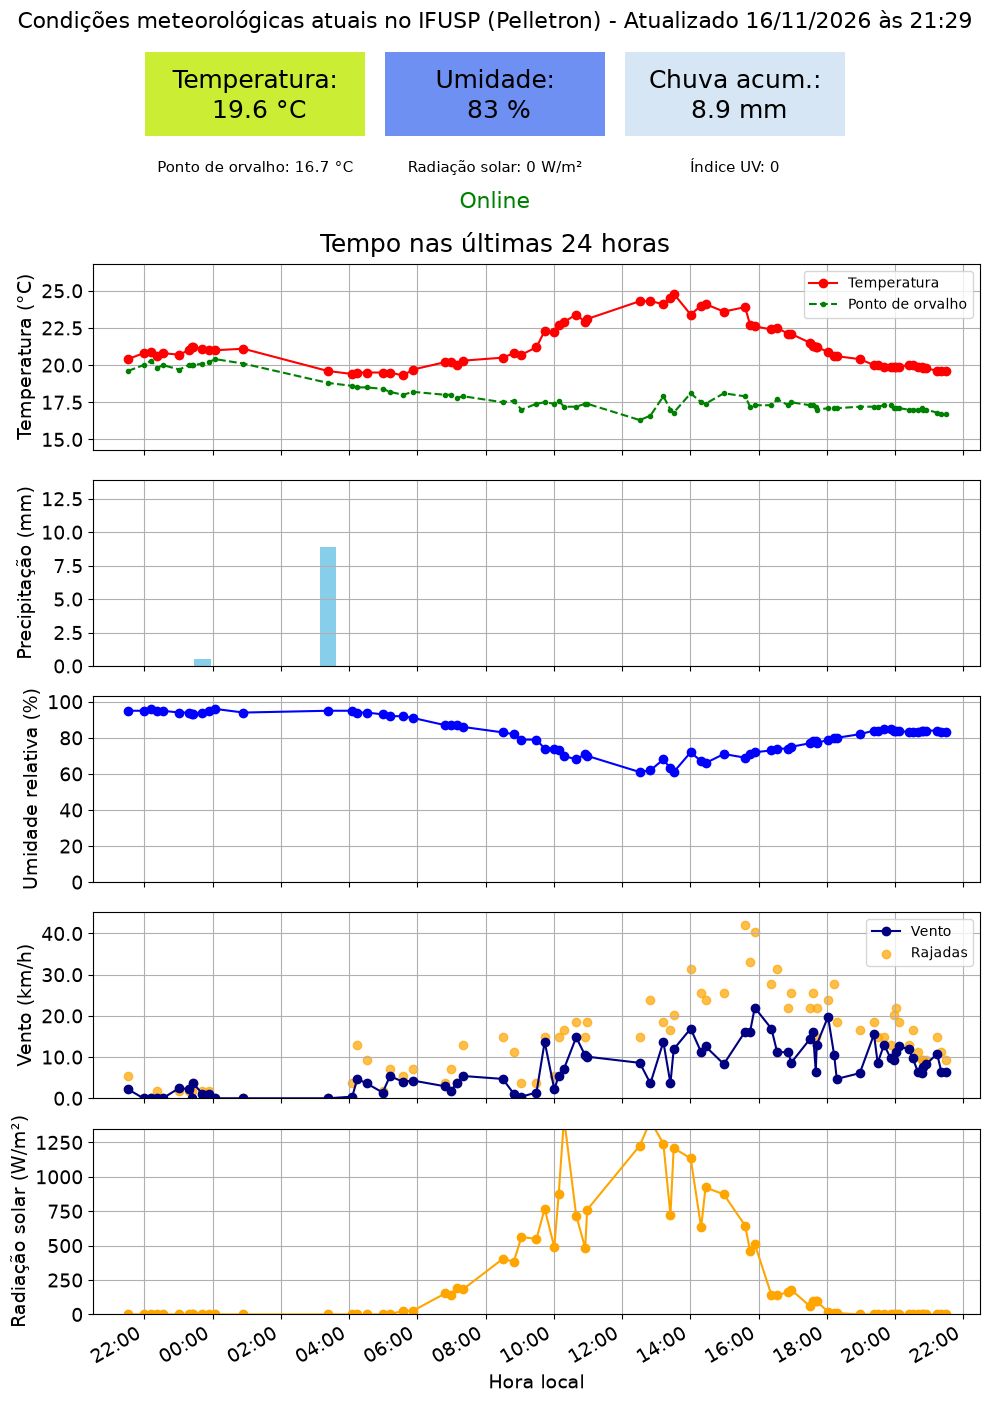 Condições meteorológicas atuais no IFUSP (Pelletron) - Atualizado 16/11/2026 às 21:29
Temperatura: Umidade: Chuva acum.:
19.6 °C 83 % 8.9 mm
Ponto de orvalho: 16.7 °C Radiação solar: 0 W/m² Índice UV: 0
Online
Tempo nas últimas 24 horas
Temperatura (°C)
25.0
22.5
20.0
17.5
15.0
Temperatura
Ponto de orvalho
Precipitação (mm)
12.5
10.0
7.5
5.0
2.5
0.0
Umidade relativa (%)
100
80
60
40
20
0
Vento (km/h)
40.0
30.0
20.0
10.0
0.0
Vento
Rajadas
Radiação solar (W/m²)
1250
1000
750
500
250
0
22:00 00:00 02:00 04:00 06:00 08:00 10:00 12:00 14:00 16:00 18:00 20:00 22:00
Hora local